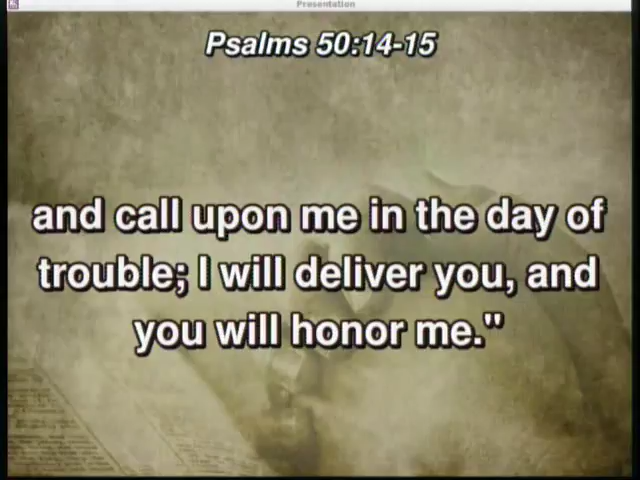 Presentation
Psalms 50:14-15
and call upon me in the day of
trouble; I will deliver you, and
you will honor me."